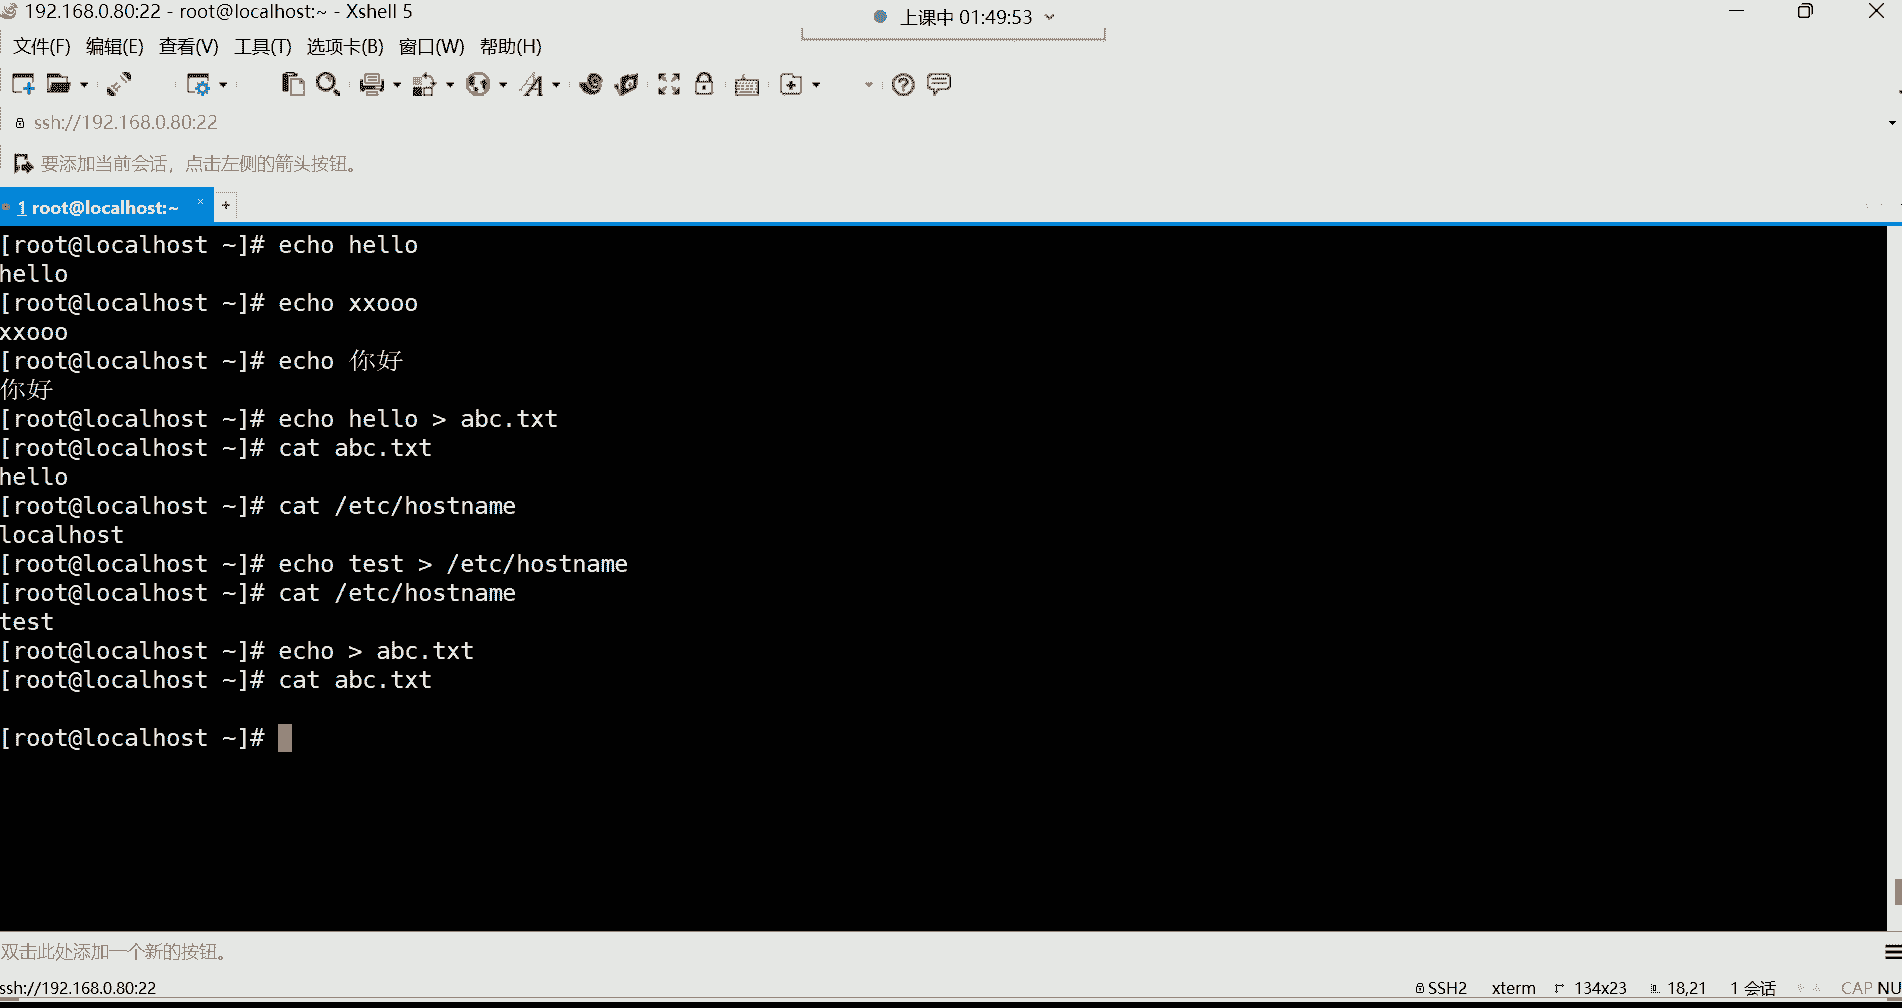 192.168.0.80:22 - root@localhost:~ - Xshell 5
上课中 01:49:53
文件(F) 编辑(E) 查看(V) 工具(T) 选项卡(B) 窗口(W) 帮助(H)
ssh://192.168.0.80:22
要添加当前会话，点击左侧的箭头按钮。
1 root@localhost:~ × +
[root@localhost ~]# echo hello
hello
[root@localhost ~]# echo xxooo
xxooo
[root@localhost ~]# echo 你好
你好
[root@localhost ~]# echo hello > abc.txt
[root@localhost ~]# cat abc.txt
hello
[root@localhost ~]# cat /etc/hostname
localhost
[root@localhost ~]# echo test > /etc/hostname
[root@localhost ~]# cat /etc/hostname
test
[root@localhost ~]# echo > abc.txt
[root@localhost ~]# cat abc.txt
[root@localhost ~]#
双击此处添加一个新的按钮。
ssh://192.168.0.80:22 SSH2 xterm 134x23 18,21 1 会话 CAP NU